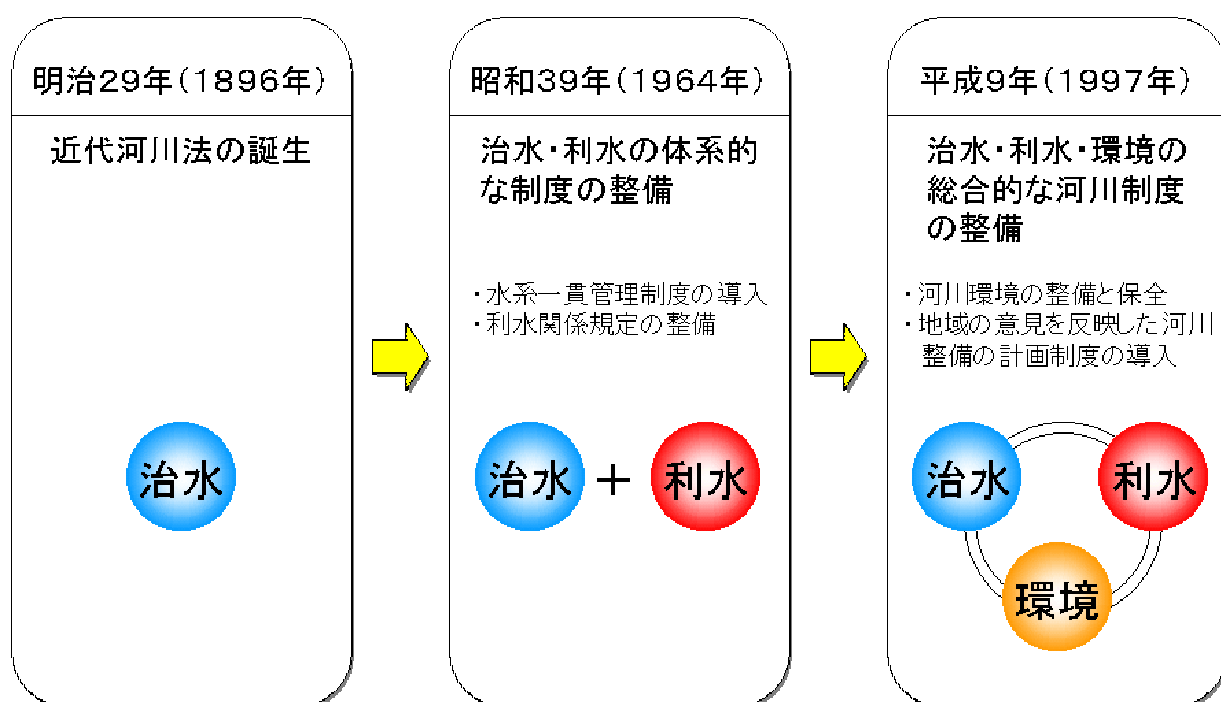 明治29年(1896年)
近代河川法の誕生
治水
昭和39年(1964年)
治水・利水の体系的
な制度の整備
・水系一貫管理制度の導入
・利水関係規定の整備
治水 + 利水
平成9年(1997年)
治水・利水・環境の
総合的な河川制度
の整備
・河川環境の整備と保全
・地域の意見を反映した河川
整備の計画制度の導入
治水 利水
環境